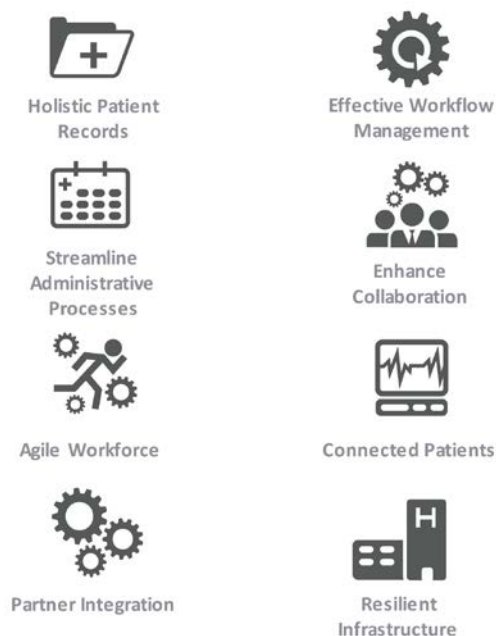 Holistic Patient
Records
Effective Workflow
Management
Streamline
Administrative
Processes
Enhance
Collaboration
Agile Workforce
Connected Patients
Partner Integration
H
Resilient
Infrastructure